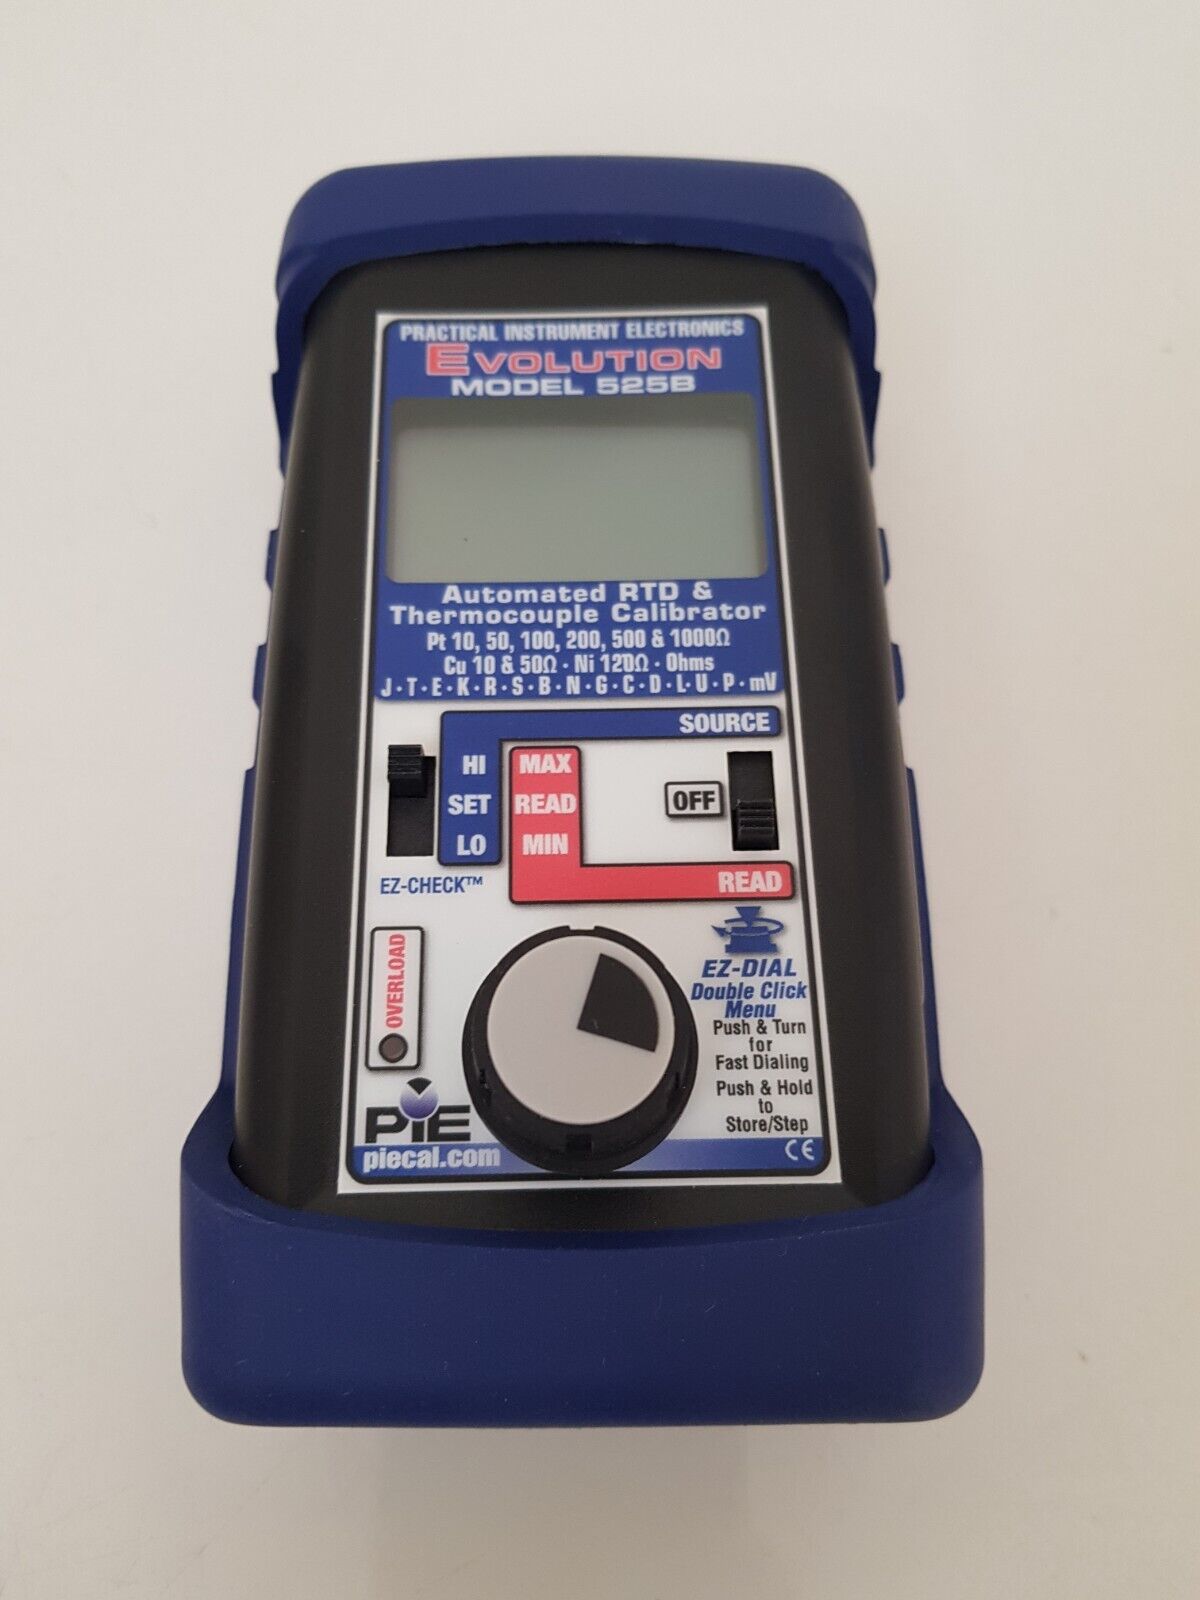 PRACTICAL INSTRUMENT ELECTRONICS
EVOLUTION
MODEL 525B
Automated RTD &
Thermocouple Calibrator
Pt 10, 50, 100, 200, 500 & 1000Ω
Cu 10 & 50Ω · Ni 120Ω · Ohms
J·T·E·K·R·S·B·N·G·C·D·L·U·P·mV
SOURCE
HI MAX
SET READ OFF
LO MIN
EZ-CHECK™ READ
OVERLOAD
EZ-DIAL
Double Click
Menu
Push & Turn
for
Fast Dialing
Push & Hold
to
Store/Step
PIE
piecal.com CE